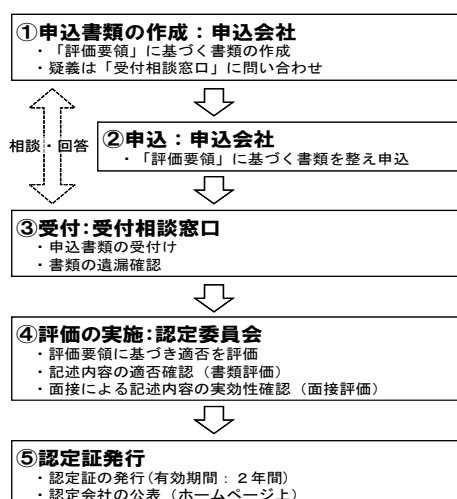 ①申込書類の作成：申込会社
・「評価要領」に基づく書類の作成
・疑義は「受付相談窓口」に問い合わせ
相談・回答
②申込：申込会社
・「評価要領」に基づく書類を整え申込
③受付：受付相談窓口
・申込書類の受付け
・書類の遺漏確認
④評価の実施：認定委員会
・評価要領に基づき適否を評価
・記述内容の適否確認（書類評価）
・面接による記述内容の実効性確認（面接評価）
⑤認定証発行
・認定証の発行(有効期間：２年間)
・認定会社の公表（ホームページ上）